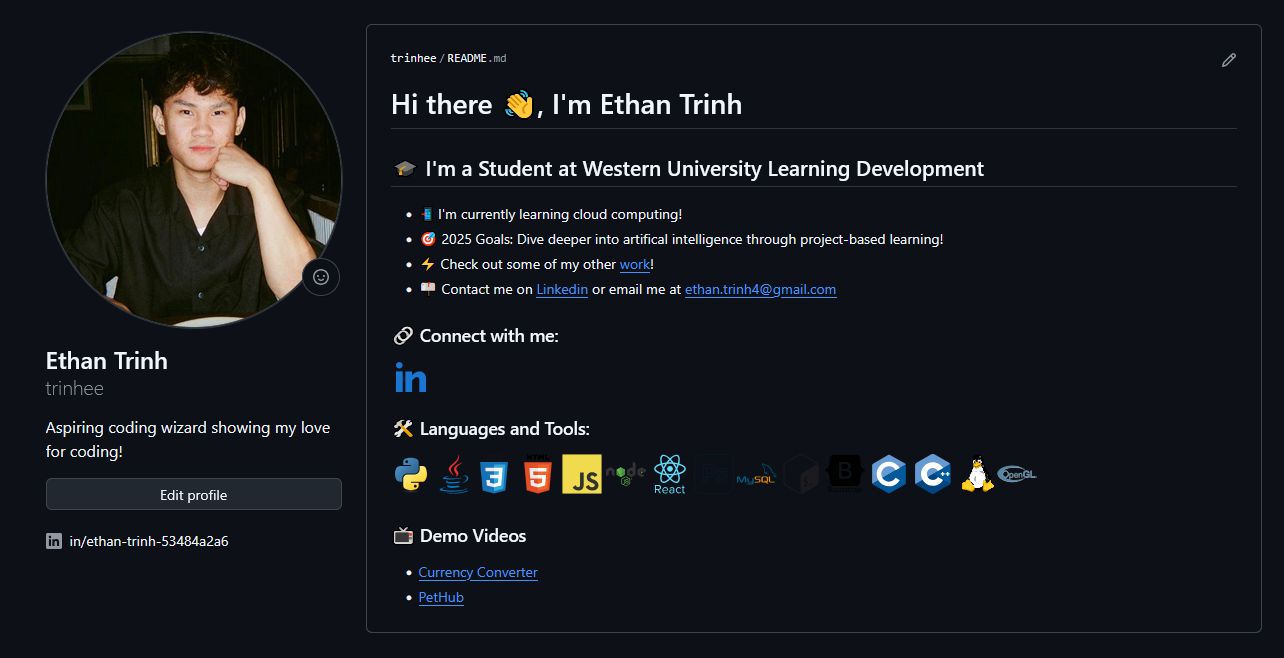 trinhee/README.md
Hi there 👋, I'm Ethan Trinh
🎓 I'm a Student at Western University Learning Development
📲 I'm currently learning cloud computing!
🎯 2025 Goals: Dive deeper into artifical intelligence through project-based learning!
⚡ Check out some of my other work!
📬 Contact me on Linkedin or email me at ethan.trinh4@gmail.com
🔗 Connect with me:
in
🛠️ Languages and Tools:
HTML
JS
node
JS
React
MySQL
B
C
C++
OpenGL
📺 Demo Videos
Currency Converter
PetHub
Ethan Trinh
trinhee
Aspiring coding wizard showing my love
for coding!
Edit profile
in/ethan-trinh-53484a2a6